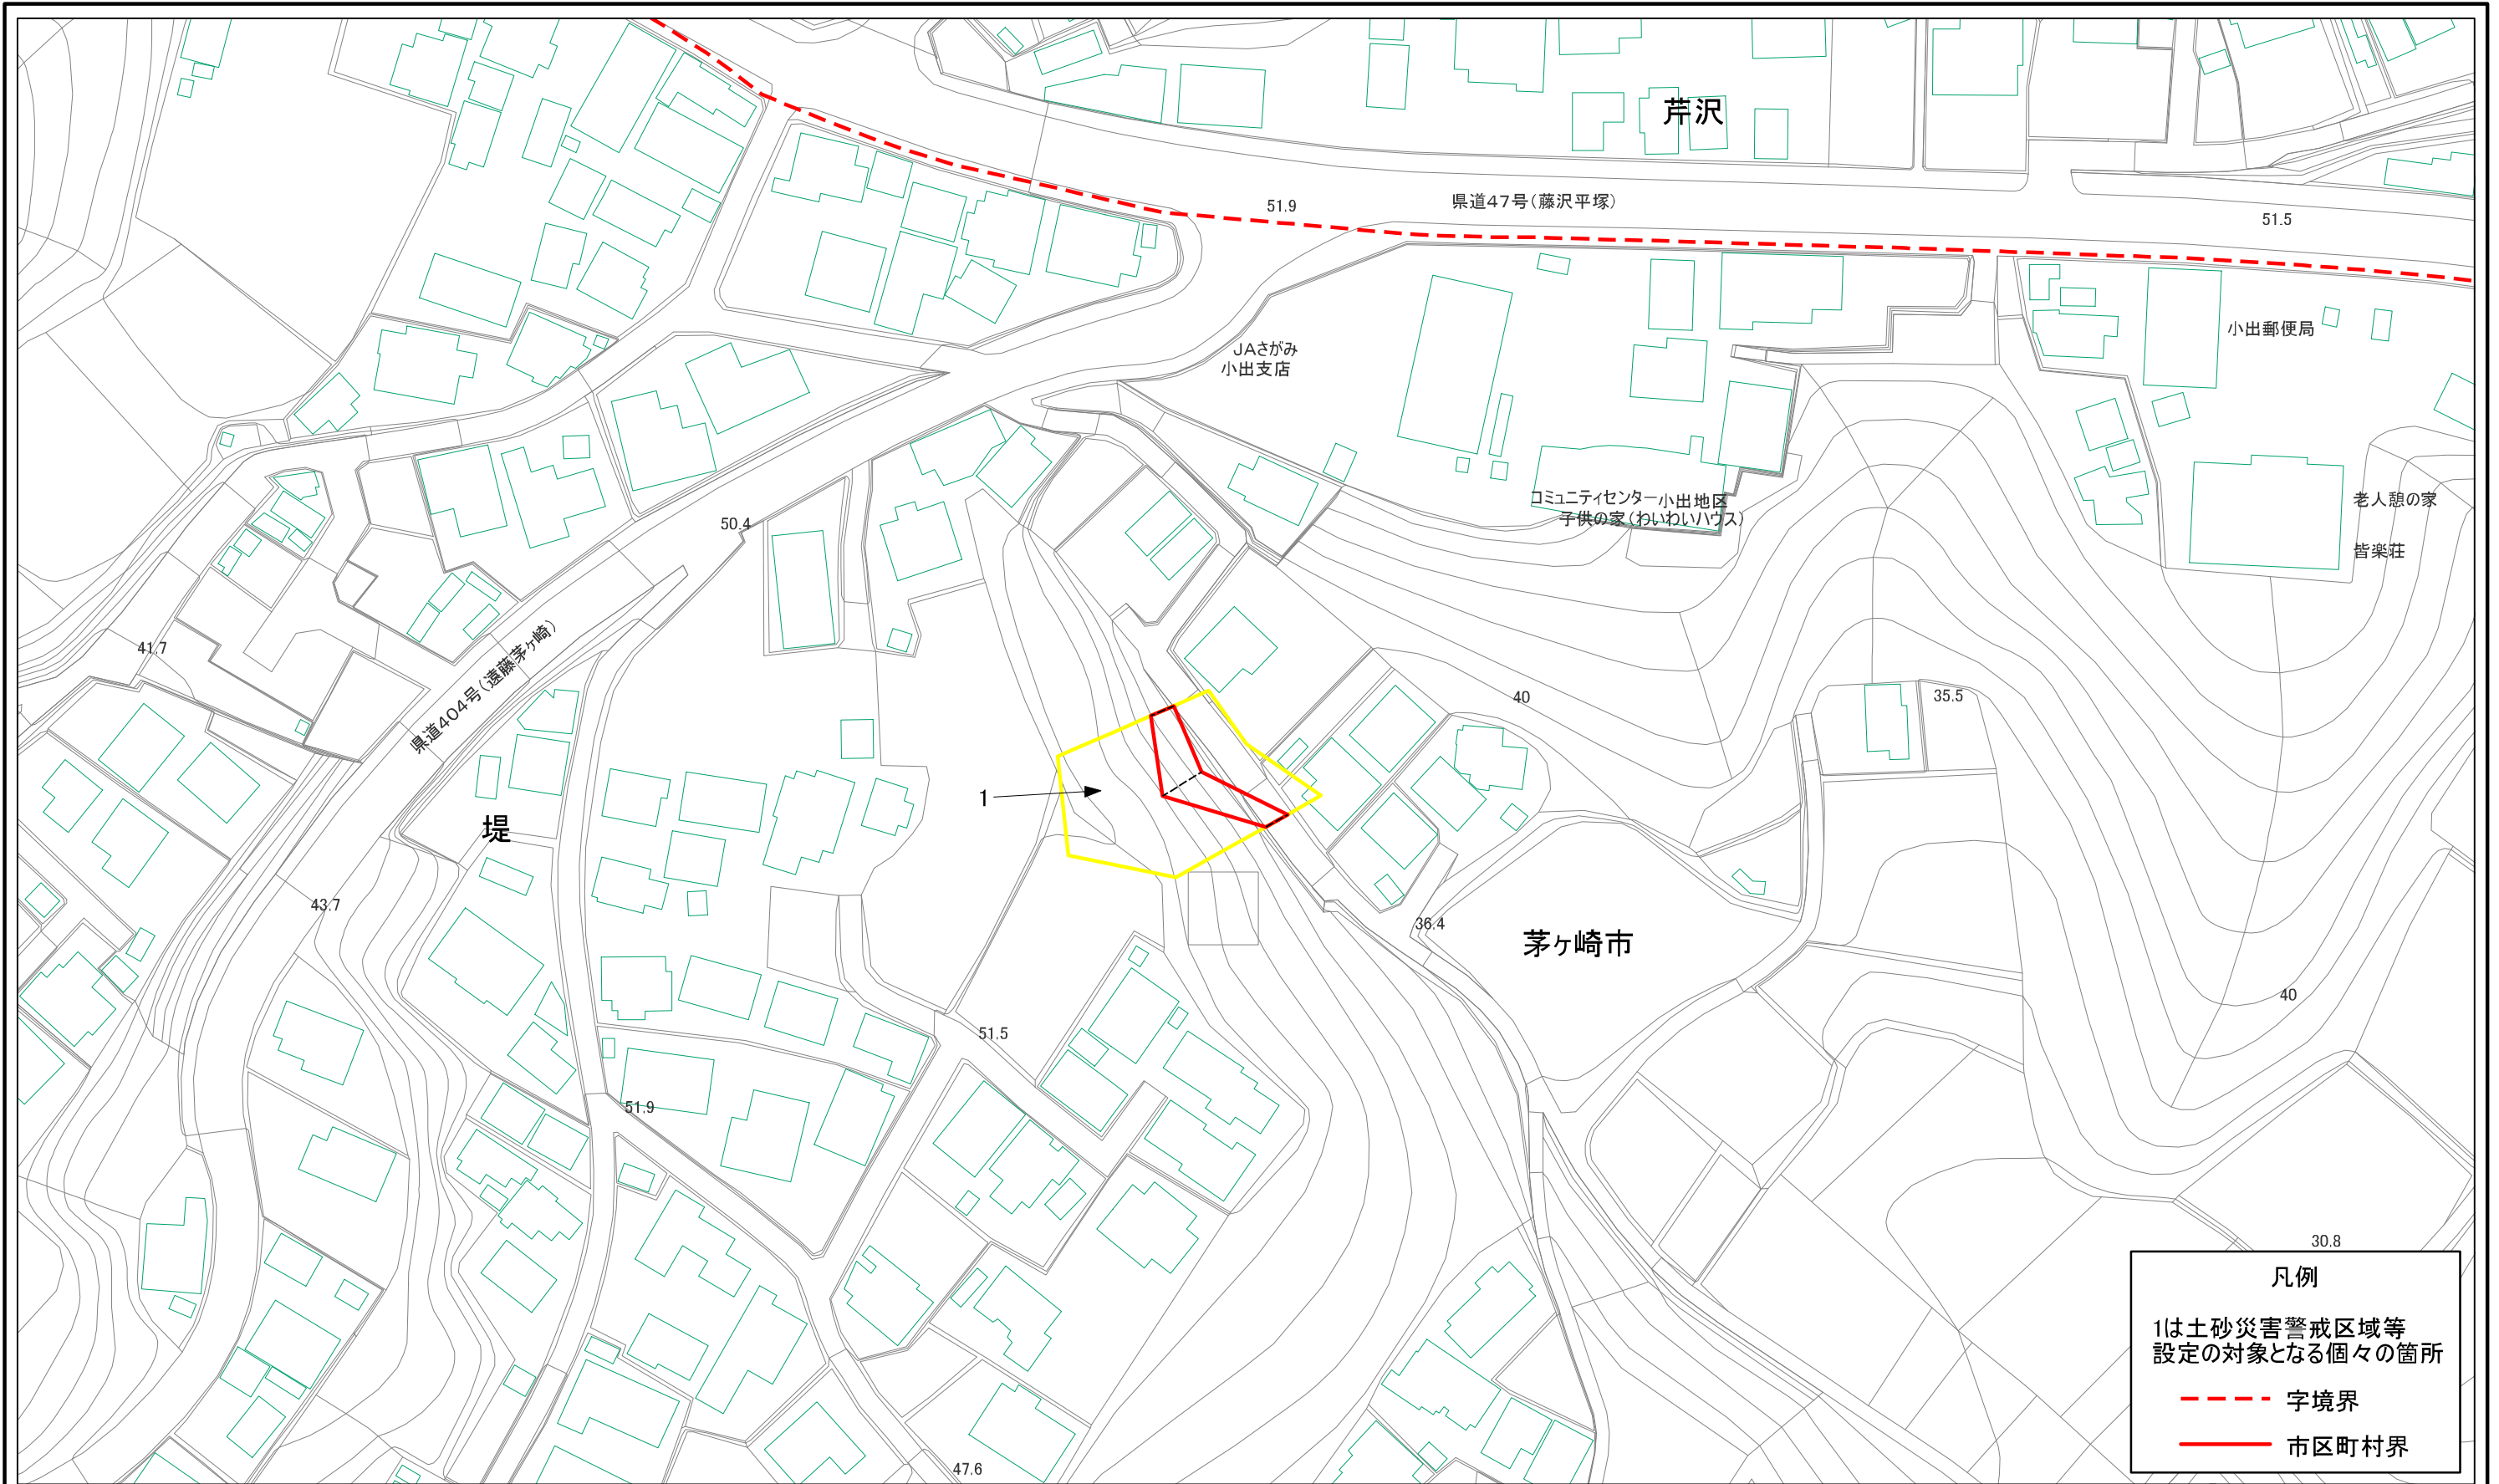 芹沢
県道47号(藤沢平塚)
51.9
51.5
小出郵便局
JAさがみ
小出支店
コミュニティセンター小出地区
子供の家(わいわいハウス)
老人憩の家
皆楽荘
50.4
41.7
県道404号(遠藤茅ヶ崎)
40
35.5
1
堤
43.7
36.4
茅ヶ崎市
40
51.5
51.9
30.8
47.6
凡例
1は土砂災害警戒区域等
設定の対象となる個々の箇所
字境界
市区町村界